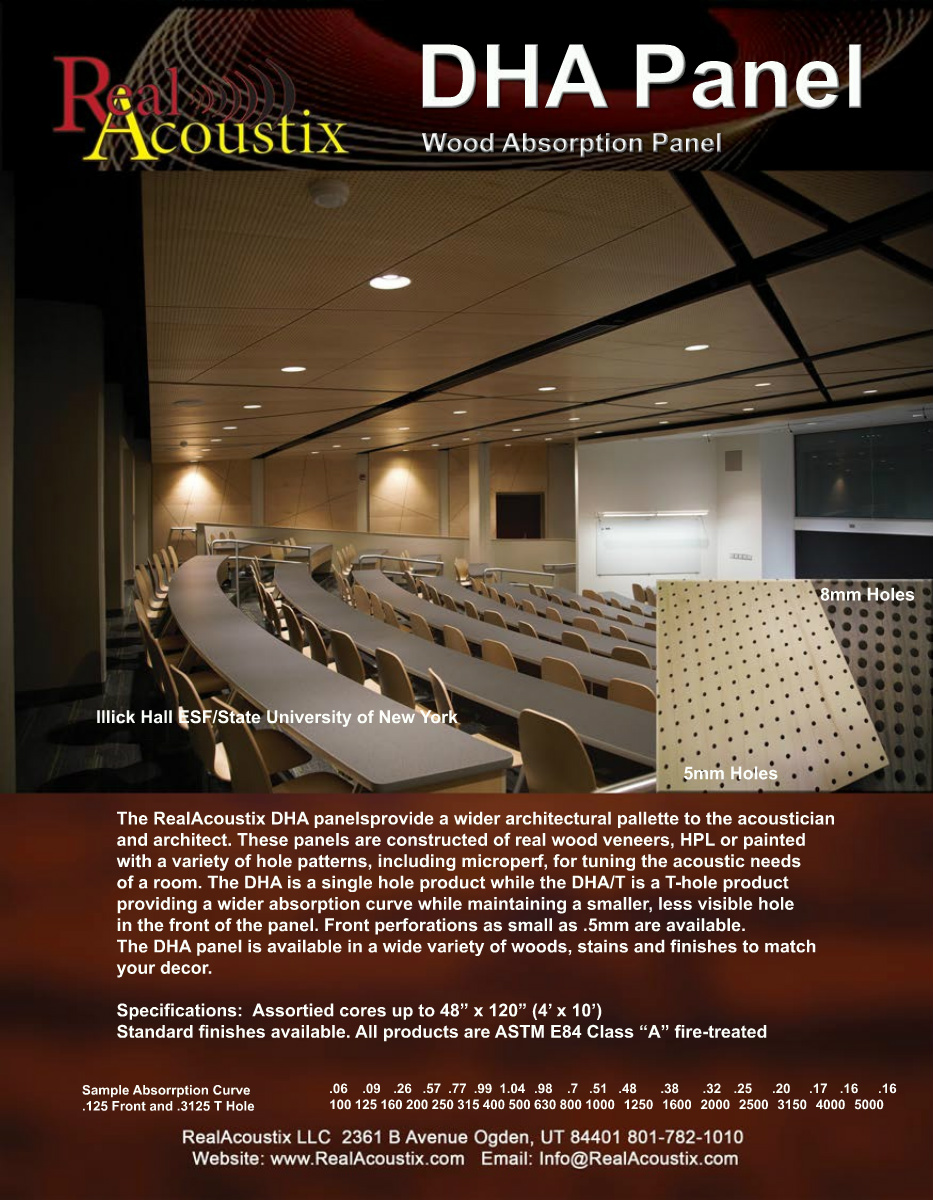 Real
Acoustix
DHA Panel
Wood Absorption Panel
8mm Holes
Illick Hall ESF/State University of New York
5mm Holes
The RealAcoustix DHA panelsprovide a wider architectural pallette to the acoustician
and architect. These panels are constructed of real wood veneers, HPL or painted
with a variety of hole patterns, including microperf, for tuning the acoustic needs
of a room. The DHA is a single hole product while the DHA/T is a T-hole product
providing a wider absorption curve while maintaining a smaller, less visible hole
in the front of the panel. Front perforations as small as .5mm are available.
The DHA panel is available in a wide variety of woods, stains and finishes to match
your decor.
Specifications: Assortied cores up to 48” x 120” (4’ x 10’)
Standard finishes available. All products are ASTM E84 Class “A” fire-treated
Sample Absorrption Curve .06 .09 .26 .57 .77 .99 1.04 .98 .7 .51 .48 .38 .32 .25 .20 .17 .16 .16
.125 Front and .3125 T Hole 100 125 160 200 250 315 400 500 630 800 1000 1250 1600 2000 2500 3150 4000 5000
RealAcoustix LLC 2361 B Avenue Ogden, UT 84401 801-782-1010
Website: www.RealAcoustix.com Email: Info@RealAcoustix.com